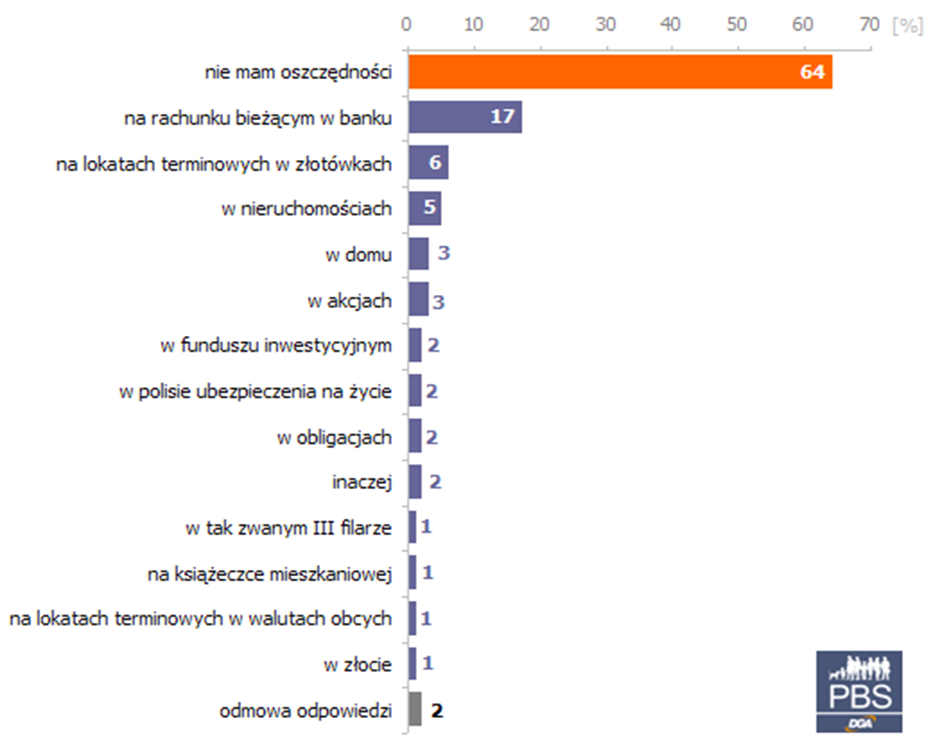 0 10 20 30 40 50 60 70 [%]
nie mam oszczędności 64
na rachunku bieżącym w banku 17
na lokatach terminowych w złotówkach 6
w nieruchomościach 5
w domu 3
w akcjach 3
w funduszu inwestycyjnym 2
w polisie ubezpieczenia na życie 2
w obligacjach 2
inaczej 2
w tak zwanym III filarze 1
na książeczce mieszkaniowej 1
na lokatach terminowych w walutach obcych 1
w złocie 1
odmowa odpowiedzi 2
PBS
DGA